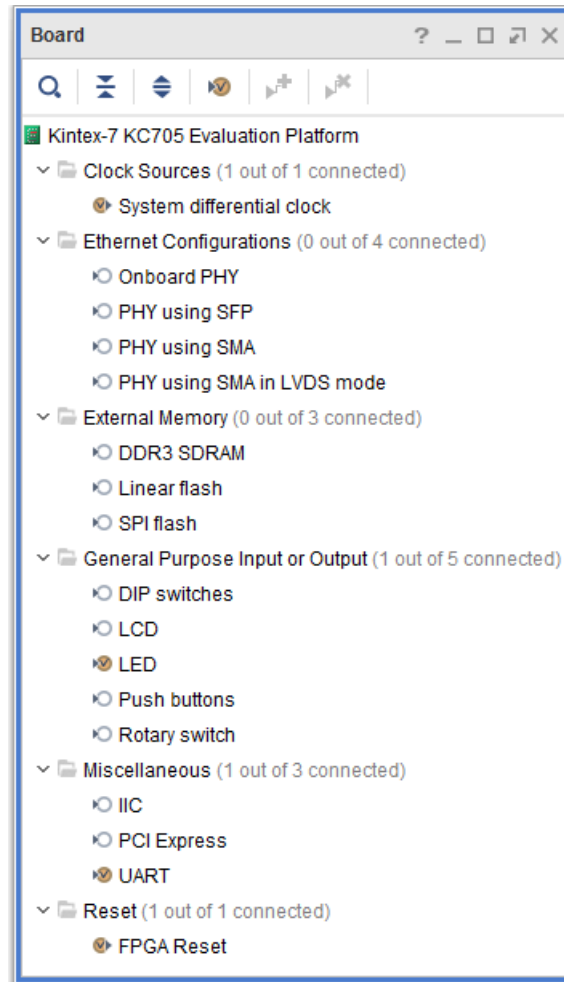 Board
Kintex-7 KC705 Evaluation Platform
Clock Sources (1 out of 1 connected)
System differential clock
Ethernet Configurations (0 out of 4 connected)
Onboard PHY
PHY using SFP
PHY using SMA
PHY using SMA in LVDS mode
External Memory (0 out of 3 connected)
DDR3 SDRAM
Linear flash
SPI flash
General Purpose Input or Output (1 out of 5 connected)
DIP switches
LCD
LED
Push buttons
Rotary switch
Miscellaneous (1 out of 3 connected)
IIC
PCI Express
UART
Reset (1 out of 1 connected)
FPGA Reset